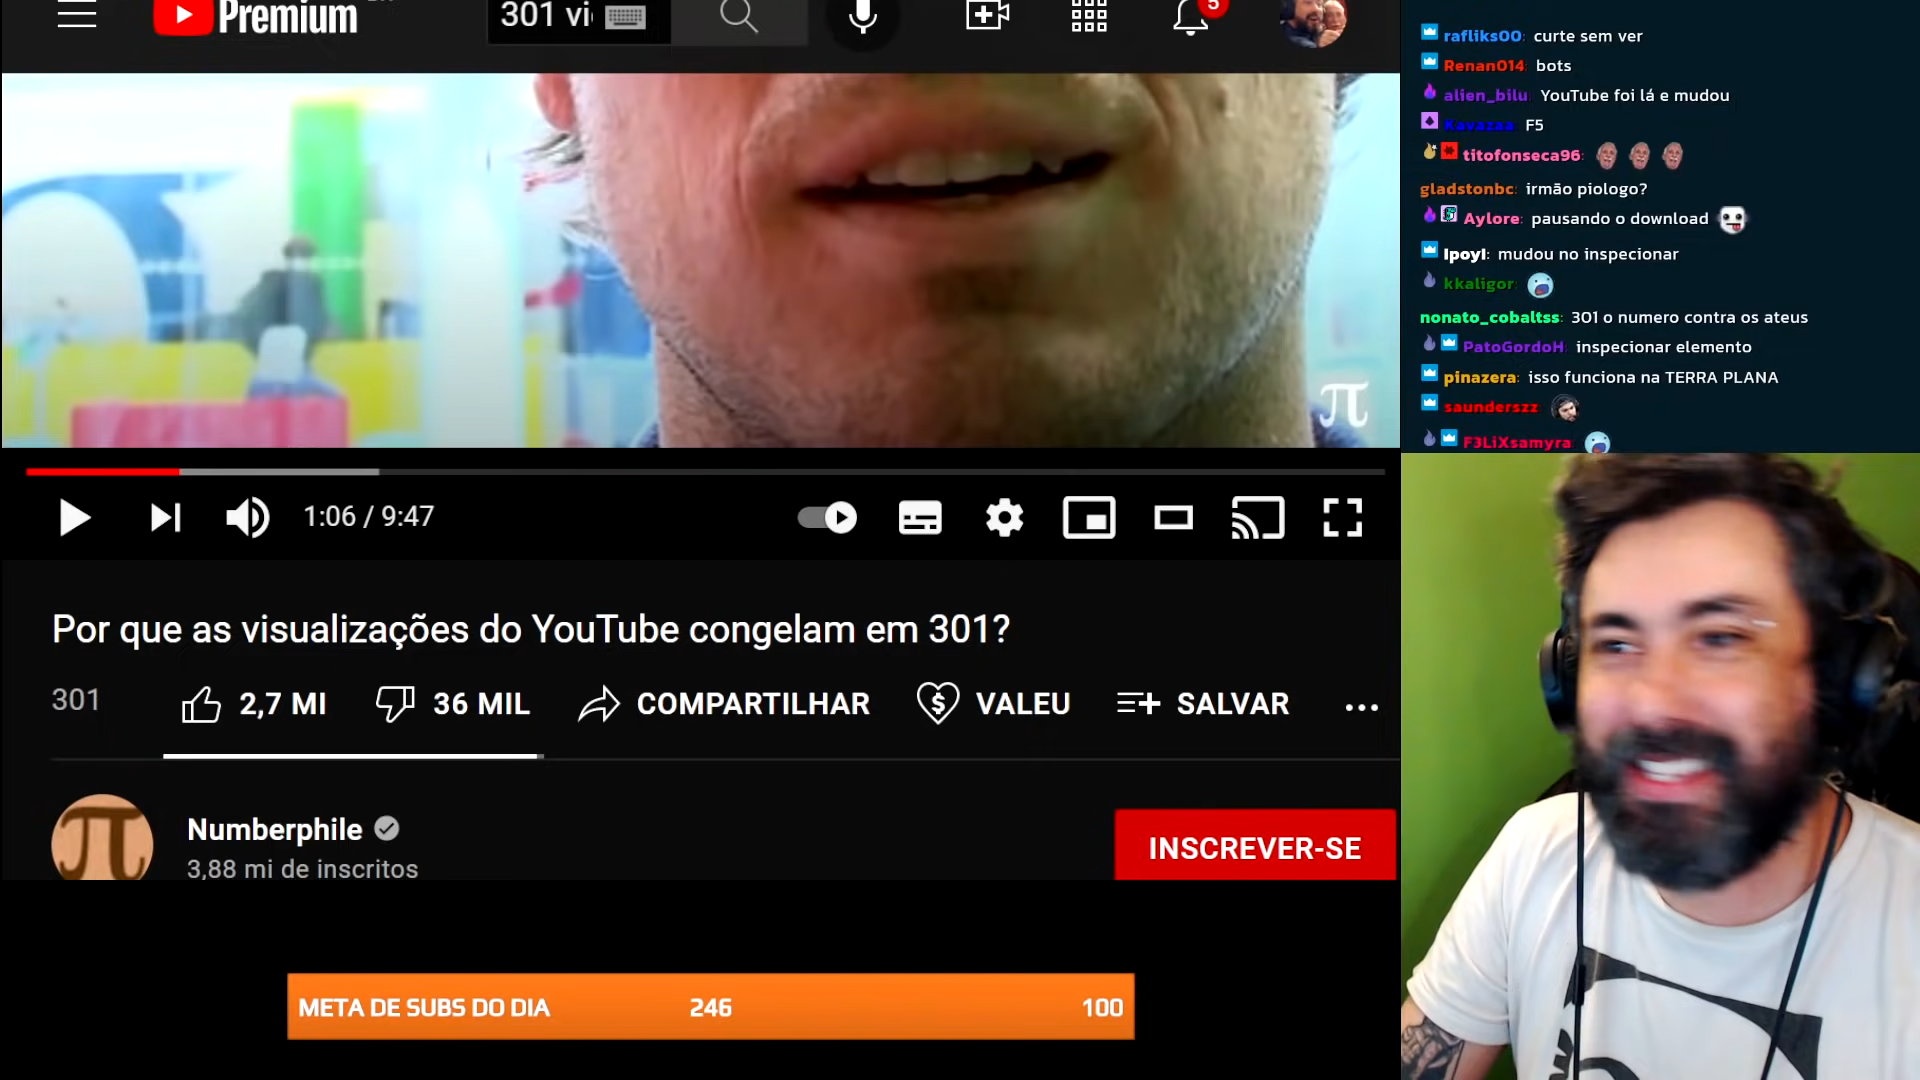 Premium
301 vi
5
π
1:06 / 9:47
Por que as visualizações do YouTube congelam em 301?
301
2,7 MI
36 MIL
COMPARTILHAR
VALEU
SALVAR
Numberphile
3,88 mi de inscritos
INSCREVER-SE
META DE SUBS DO DIA 246 100
rafliks00: curte sem ver
Renan014: bots
alien_bilu: YouTube foi lá e mudou
Kavazaa: F5
titofonseca96:
gladstonbc: irmão piologo?
Aylore: pausando o download
lpoyl: mudou no inspecionar
kkaligor:
nonato_cobaltss: 301 o numero contra os ateus
PatoGordoH: inspecionar elemento
pinazera: isso funciona na TERRA PLANA
saunderszz:
F3LiXsamyra: